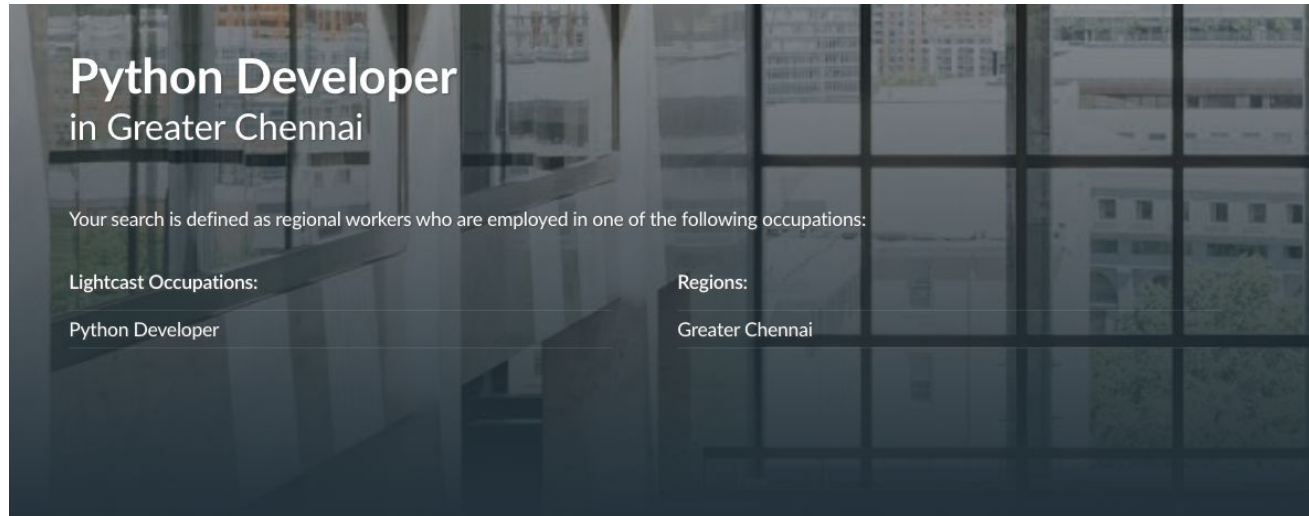 Python Developer
in Greater Chennai
Your search is defined as regional workers who are employed in one of the following occupations:
Lightcast Occupations:
Regions:
Python Developer
Greater Chennai